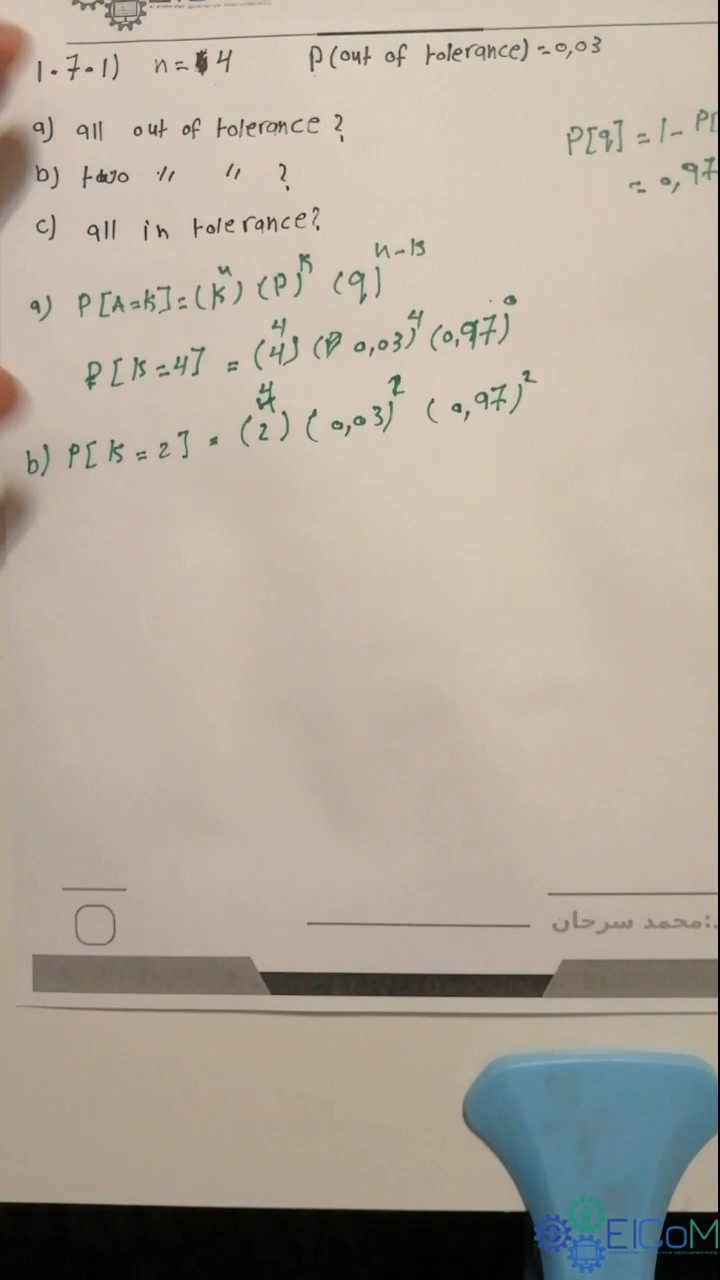 1.7.1) n = 4 P(out of tolerance) = 0,03
a) all out of tolerance?
b) two " " ?
c) all in tolerance?
P[q] = 1 - P[
= 0,97
a) P[A=K] = (n K) (P)^K (q)^n-K
P[K=4] = (4 4) (0,03)^4 (0,97)^0
b) P[K=2] = (4 2) (0,03)^2 (0,97)^2
محمد سرحان
EICoM